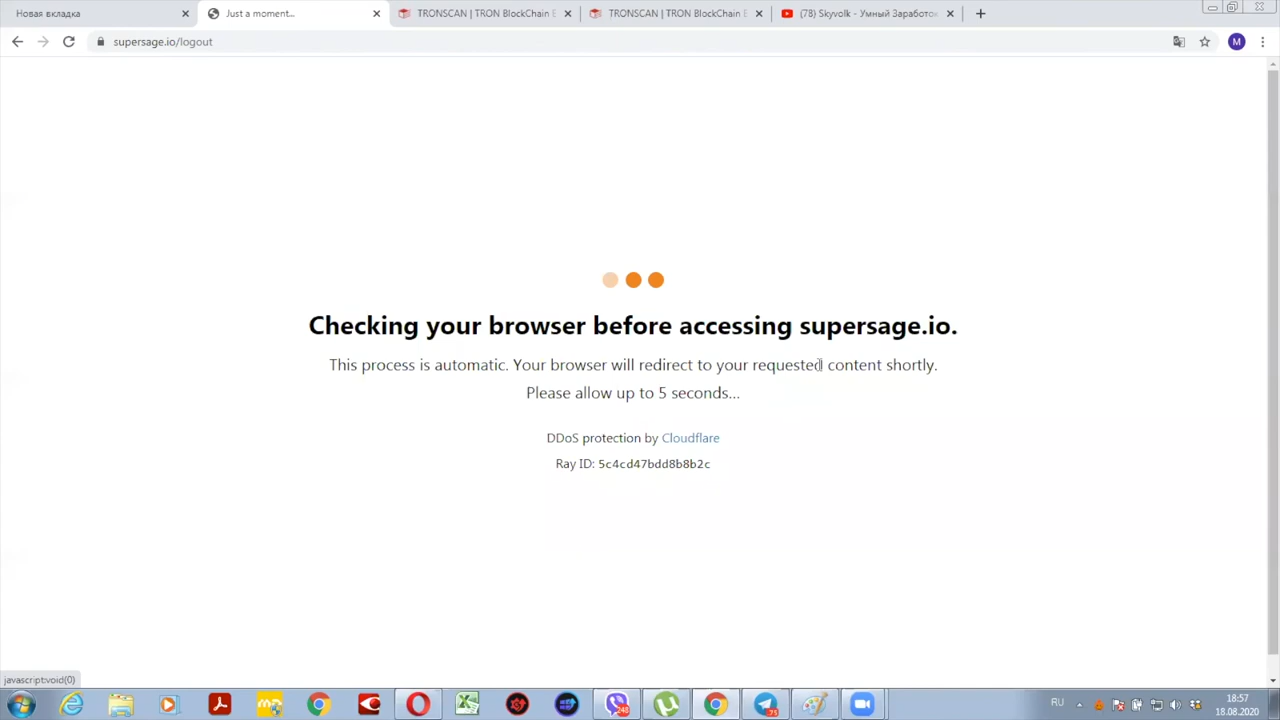 Новая вкладка
Just a moment...
TRONSCAN | TRON BlockChain E
TRONSCAN | TRON BlockChain E
(78) Skyvolk - Умный Заработо
supersage.io/logout
M
Checking your browser before accessing supersage.io.
This process is automatic. Your browser will redirect to your requested content shortly.
Please allow up to 5 seconds...
DDoS protection by Cloudflare
Ray ID: 5c4cd47bdd8b8b2c
javascript:void(0)
RU
18:57
18.08.2020